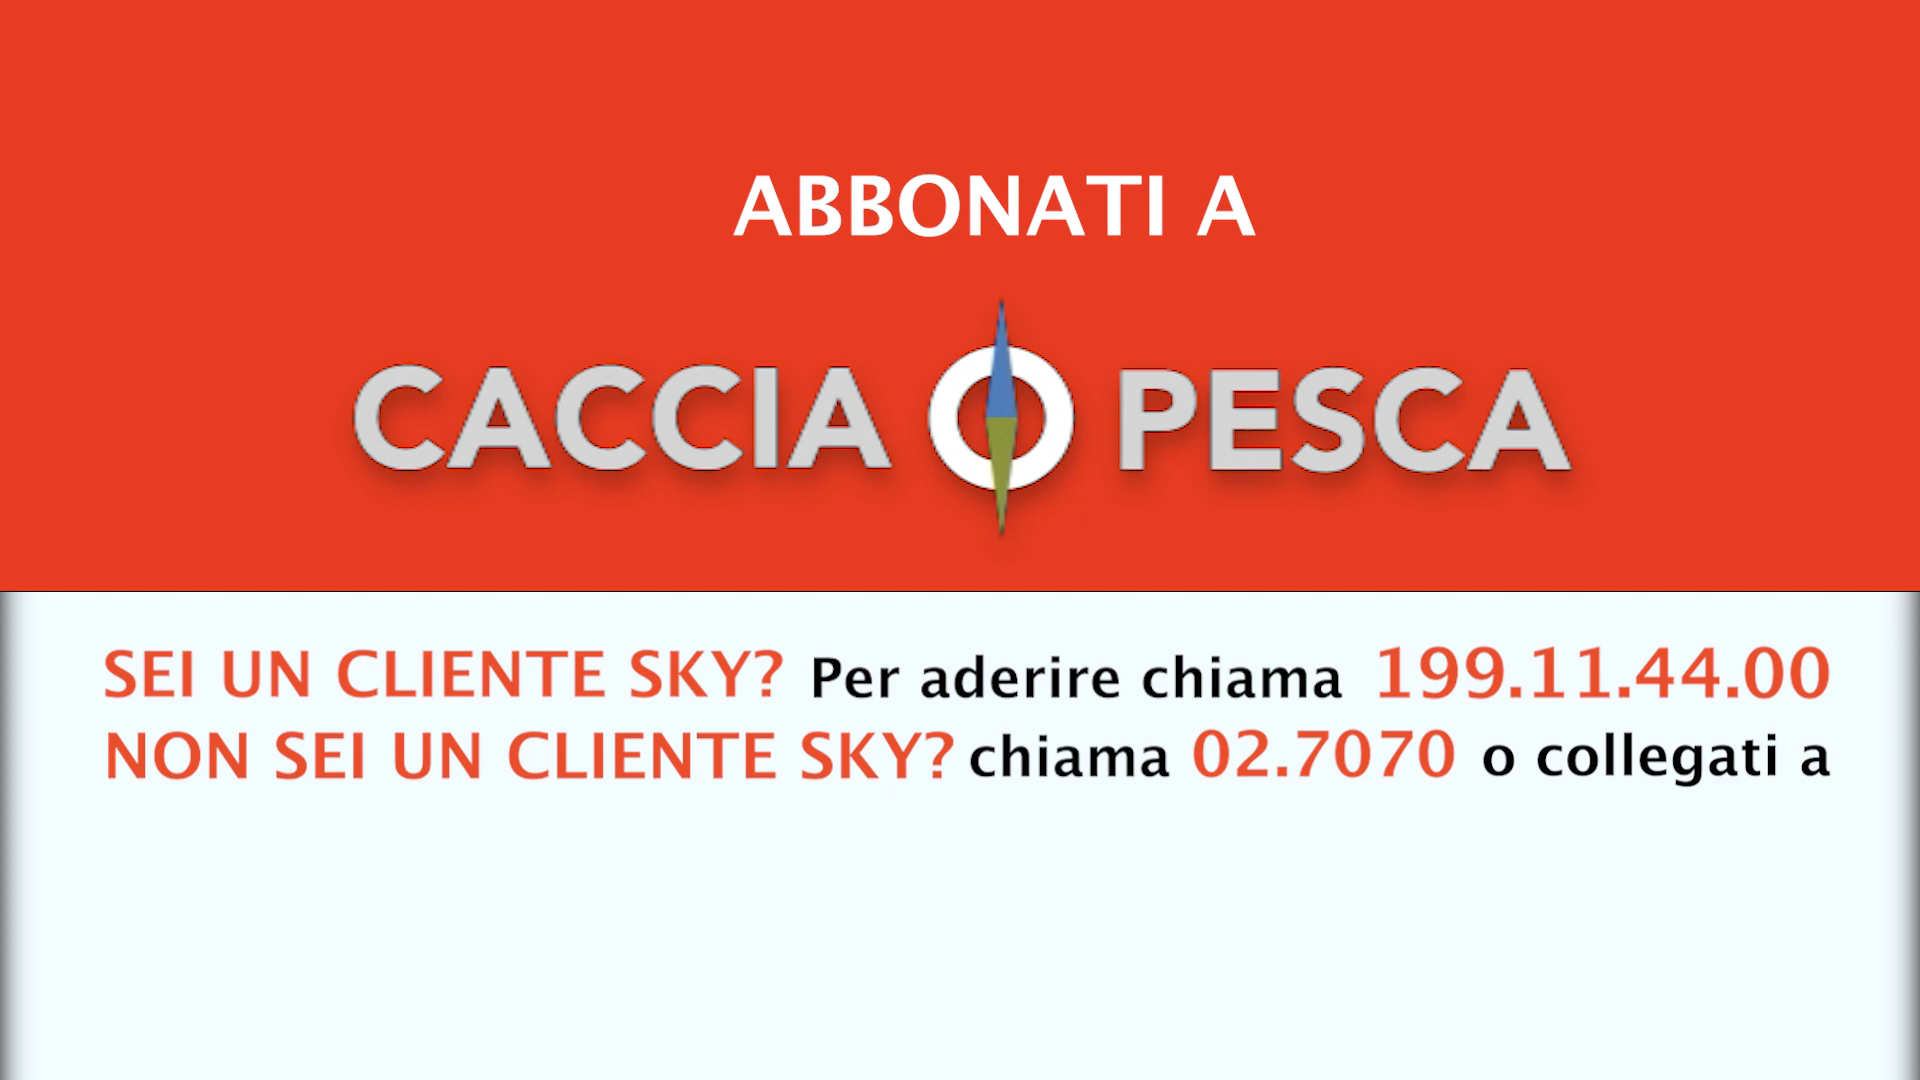 ABBONATI A
CACCIA PESCA
SEI UN CLIENTE SKY? Per aderire chiama 199.11.44.00
NON SEI UN CLIENTE SKY? chiama 02.7070 o collegati a